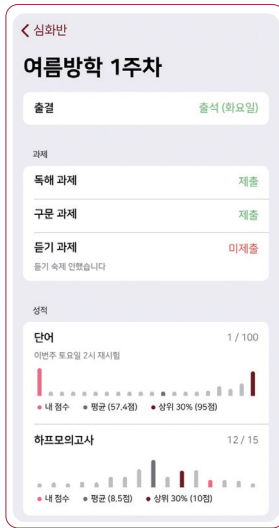 심화반
여름방학 1주차
출결 출석 (화요일)
과제
독해 과제 제출
구문 과제 제출
듣기 과제 미제출
듣기 숙제 안했습니다
성적
단어 1 / 100
이번주 토요일 2시 재시험
내 점수 평균 (57.4점) 상위 30% (95점)
하프모의고사 12 / 15
내 점수 평균 (8.5점) 상위 30% (10점)